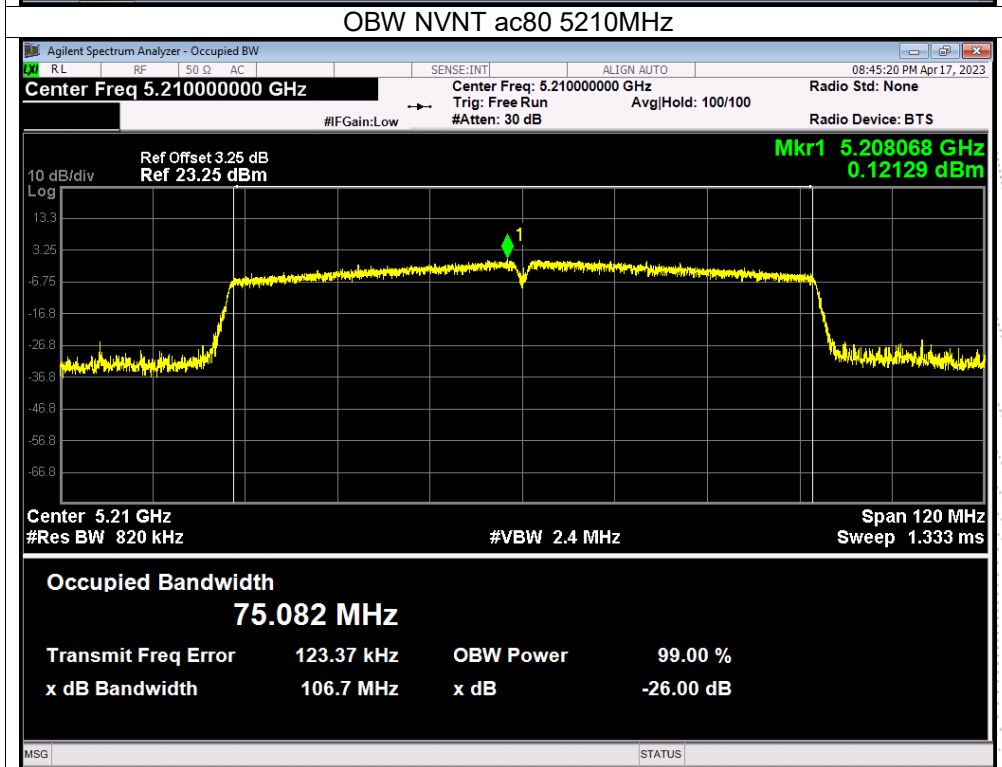 OBW NVNT ac80 5210MHz
Agilent Spectrum Analyzer - Occupied BW
LXI RL RF 50 Ω AC SENSE:INT ALIGN AUTO 08:45:20 PM Apr 17, 2023
Center Freq 5.210000000 GHz Center Freq: 5.210000000 GHz Radio Std: None
Trig: Free Run Avg|Hold: 100/100
#IFGain:Low #Atten: 30 dB Radio Device: BTS
Mkr1 5.208068 GHz
0.12129 dBm
Ref Offset 3.25 dB
10 dB/div Ref 23.25 dBm
Log
13.3
1
3.25
-6.75
-16.8
-26.8
-36.8
-46.8
-56.8
-66.8
Center 5.21 GHz Span 120 MHz
#Res BW 820 kHz #VBW 2.4 MHz Sweep 1.333 ms
Occupied Bandwidth
75.082 MHz
Transmit Freq Error 123.37 kHz OBW Power 99.00 %
x dB Bandwidth 106.7 MHz x dB -26.00 dB
MSG STATUS